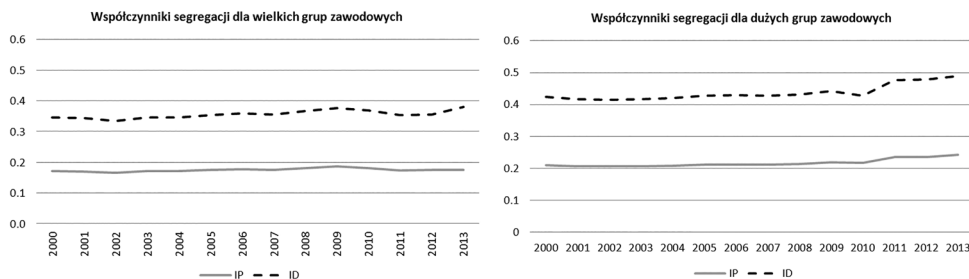 Współczynniki segregacji dla wielkich grup zawodowych
0.6
0.5
0.4
0.3
0.2
0.1
0.0
2000 2001 2002 2003 2004 2005 2006 2007 2008 2009 2010 2011 2012 2013
IP ID
Współczynniki segregacji dla dużych grup zawodowych
0.6
0.5
0.4
0.3
0.2
0.1
0
2000 2001 2002 2003 2004 2005 2006 2007 2008 2009 2010 2011 2012 2013
IP ID